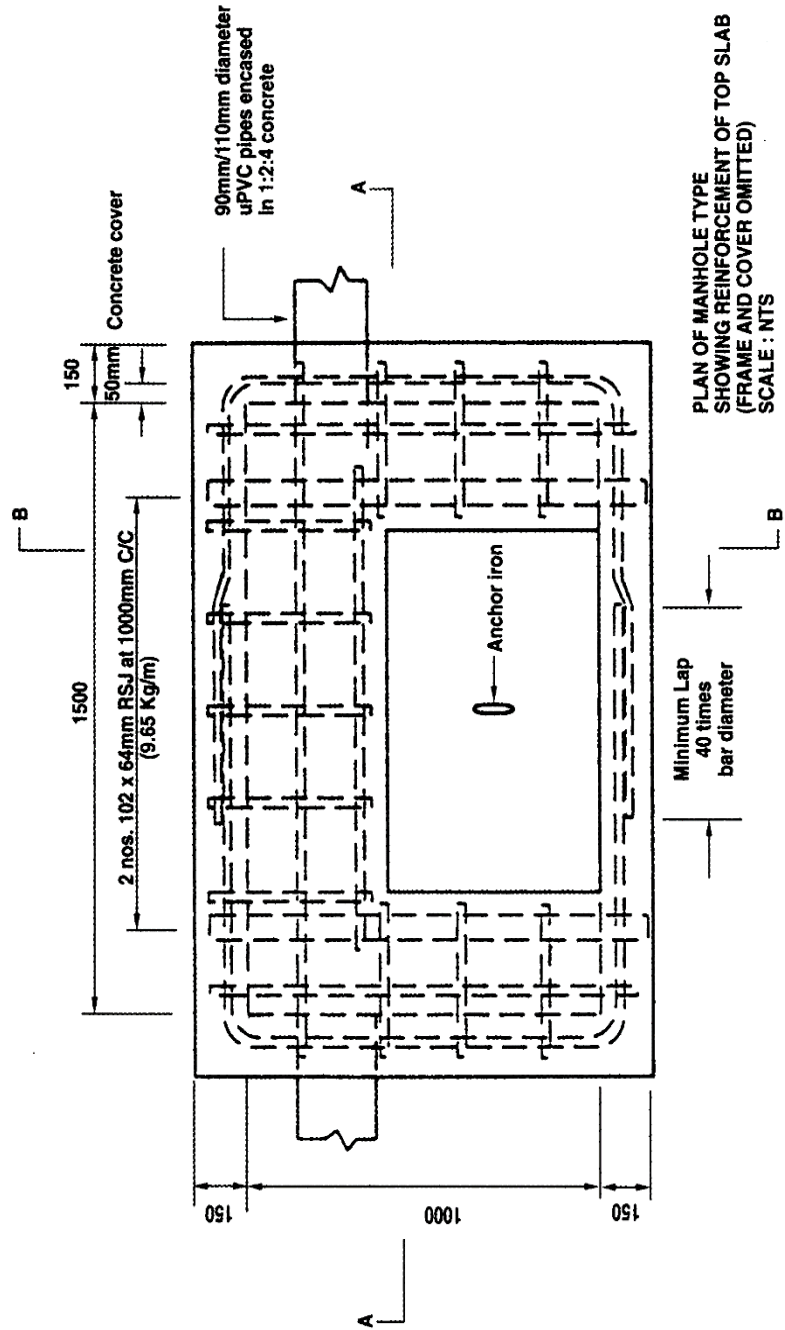 B
1500
150
2 nos. 102 x 64mm RSJ at 1000mm C/C
(9.65 Kg/m)
50mm
Concrete cover
90mm/110mm diameter
uPVC pipes encased
in 1:2:4 concrete
A
150
1000
150
Anchor iron
A
Minimum Lap
40 times
bar diameter
B
PLAN OF MANHOLE TYPE
SHOWING REINFORCEMENT OF TOP SLAB
(FRAME AND COVER OMITTED)
SCALE : NTS